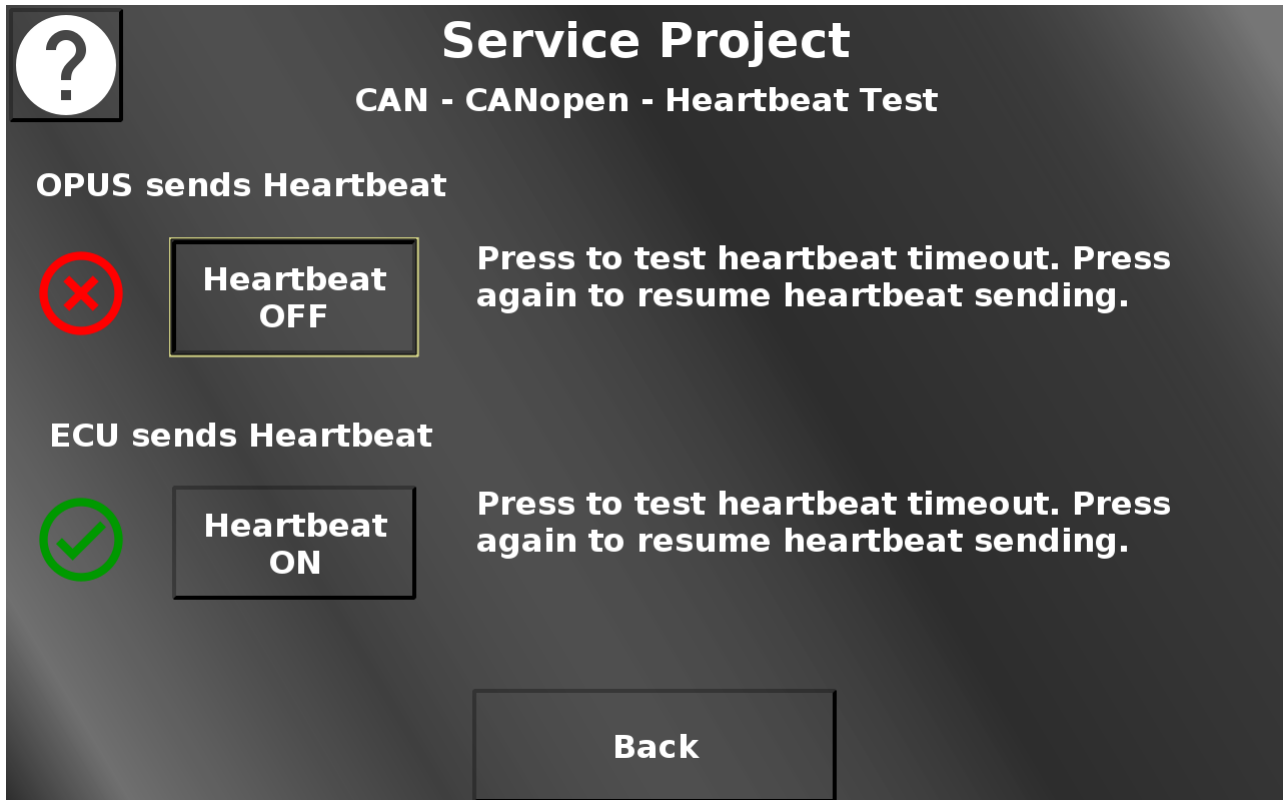 ?
Service Project
CAN - CANopen - Heartbeat Test
OPUS sends Heartbeat
Heartbeat
OFF
Press to test heartbeat timeout. Press
again to resume heartbeat sending.
ECU sends Heartbeat
Heartbeat
ON
Press to test heartbeat timeout. Press
again to resume heartbeat sending.
Back